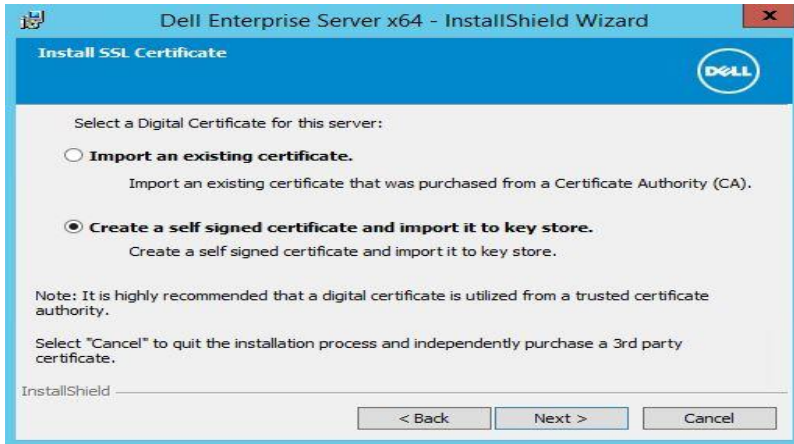 Dell Enterprise Server x64 - InstallShield Wizard
x
Install SSL Certificate
DELL
Select a Digital Certificate for this server:
Import an existing certificate.
Import an existing certificate that was purchased from a Certificate Authority (CA).
Create a self signed certificate and import it to key store.
Create a self signed certificate and import it to key store.
Note: It is highly recommended that a digital certificate is utilized from a trusted certificate
authority.
Select "Cancel" to quit the installation process and independently purchase a 3rd party
certificate.
InstallShield
< Back Next > Cancel